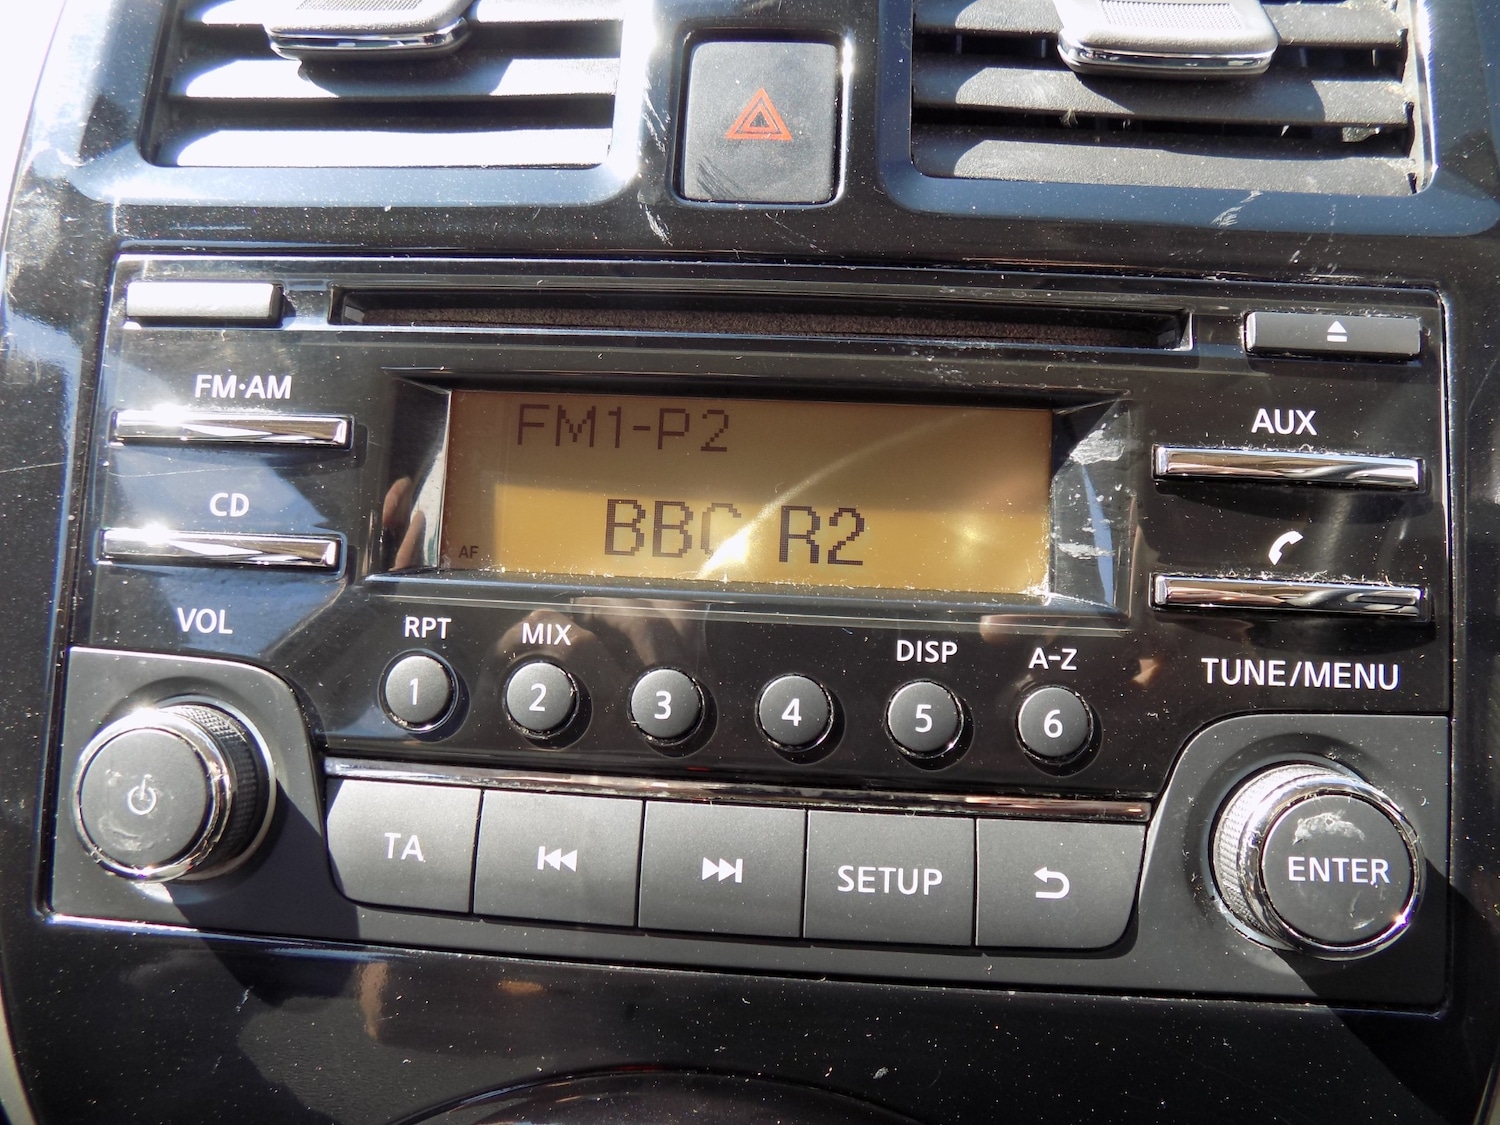 FM·AM
AUX
FM1-P2
CD
BBC R2
AF
VOL
RPT
MIX
DISP
A-Z
TUNE/MENU
1
2
3
4
5
6
TA
SETUP
ENTER